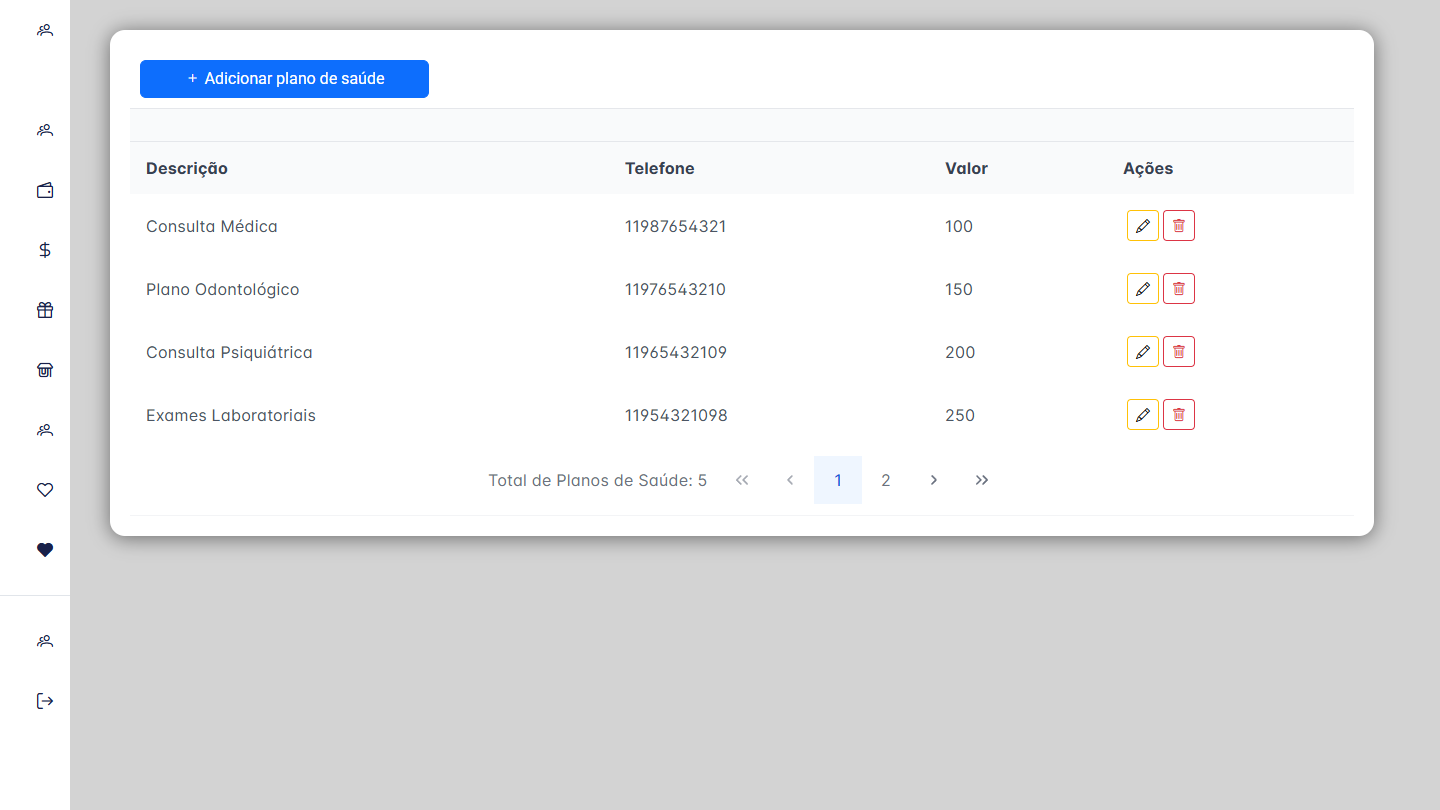 + Adicionar plano de saúde
Descrição Telefone Valor Ações
Consulta Médica 11987654321 100
Plano Odontológico 11976543210 150
Consulta Psiquiátrica 11965432109 200
Exames Laboratoriais 11954321098 250
Total de Planos de Saúde: 5 1 2